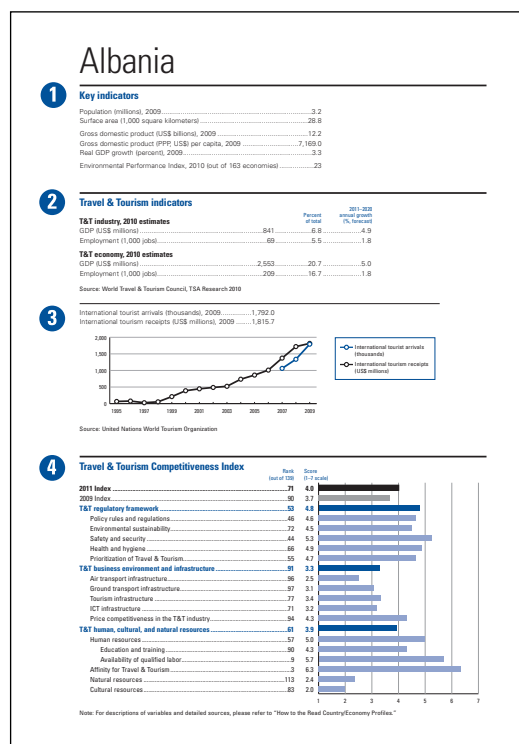 Albania
1
Key indicators
Population (millions), 2009 ........ 3.2
Surface area (1,000 square kilometers) ........ 28.8
Gross domestic product (US$ billions), 2009 ........ 12.2
Gross domestic product (PPP, US$) per capita, 2009 ........ 7,169.0
Real GDP growth (percent), 2009 ........ 3.3
Environmental Performance Index, 2010 (out of 163 economies) ........ 23
2
Travel & Tourism indicators
T&T industry, 2010 estimates Percent of total 2011–2020 annual growth (%, forecast)
GDP (US$ millions) ........ 841 ........ 6.8 ........ 4.9
Employment (1,000 jobs) ........ 69 ........ 5.5 ........ 1.8
T&T economy, 2010 estimates
GDP (US$ millions) ........ 2,553 ........ 20.7 ........ 5.0
Employment (1,000 jobs) ........ 209 ........ 16.7 ........ 1.8
Source: World Travel & Tourism Council, TSA Research 2010
3
International tourist arrivals (thousands), 2009 ........ 1,792.0
International tourism receipts (US$ millions), 2009 ........ 1,815.7
2,000
1,500
1,000
500
0
1995 1997 1999 2001 2003 2005 2007 2009
International tourist arrivals (thousands)
International tourism receipts (US$ millions)
Source: United Nations World Tourism Organization
4
Travel & Tourism Competitiveness Index
Rank (out of 139) Score (1–7 scale)
2011 Index ........ 71 4.0
2009 Index ........ 90 3.7
T&T regulatory framework ........ 53 4.8
Policy rules and regulations ........ 46 4.6
Environmental sustainability ........ 72 4.5
Safety and security ........ 44 5.3
Health and hygiene ........ 66 4.9
Prioritization of Travel & Tourism ........ 55 4.7
T&T business environment and infrastructure ........ 91 3.3
Air transport infrastructure ........ 96 2.5
Ground transport infrastructure ........ 97 3.1
Tourism infrastructure ........ 77 3.4
ICT infrastructure ........ 71 3.2
Price competitiveness in the T&T industry ........ 94 4.3
T&T human, cultural, and natural resources ........ 61 3.9
Human resources ........ 57 5.0
Education and training ........ 90 4.3
Availability of qualified labor ........ 9 5.7
Affinity for Travel & Tourism ........ 3 6.3
Natural resources ........ 113 2.4
Cultural resources ........ 83 2.0
1 2 3 4 5 6 7
Note: For descriptions of variables and detailed sources, please refer to "How to the Read Country/Economy Profiles."